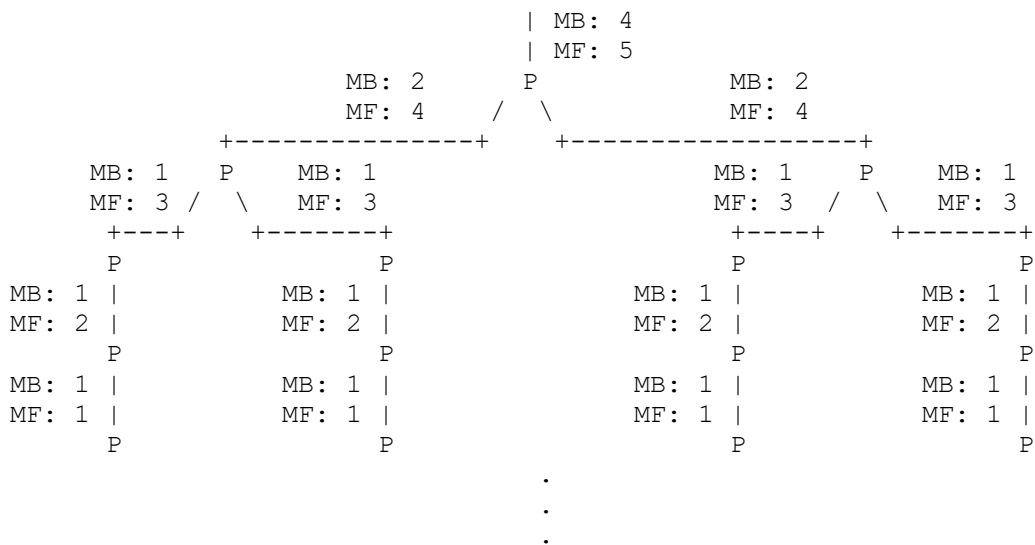 | MB: 4
| MF: 5
MB: 2 P MB: 2
MF: 4 / \ MF: 4
+---------------+ +------------------+
MB: 1 P MB: 1 MB: 1 P MB: 1
MF: 3 / \ MF: 3 MF: 3 / \ MF: 3
+---+ +-------+ +----+ +-------+
P P P P
MB: 1 | MB: 1 | MB: 1 | MB: 1 |
MF: 2 | MF: 2 | MF: 2 | MF: 2 |
P P P P
MB: 1 | MB: 1 | MB: 1 | MB: 1 |
MF: 1 | MF: 1 | MF: 1 | MF: 1 |
P P P P
.
.
.